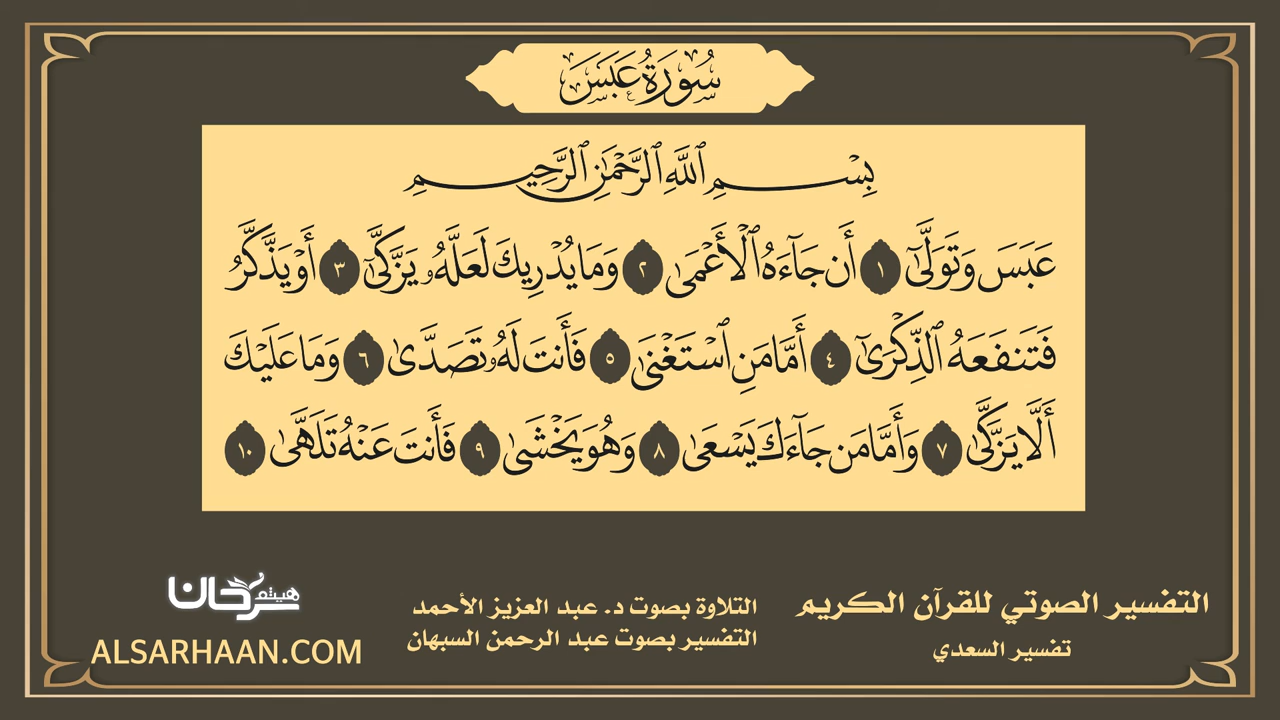 سُورَةُ عَبَسَ
بِسْمِ ٱللَّهِ ٱلرَّحْمَٰنِ ٱلرَّحِيمِ
عَبَسَ وَتَوَلَّىٰٓ ١ أَن جَآءَهُ ٱلْأَعْمَىٰ ٢ وَمَا يُدْرِيكَ لَعَلَّهُۥ يَزَّكَّىٰٓ ٣ أَوْ يَذَّكَّرُ
فَتَنفَعَهُ ٱلذِّكْرَىٰٓ ٤ أَمَّا مَنِ ٱسْتَغْنَىٰ ٥ فَأَنتَ لَهُۥ تَصَدَّىٰ ٦ وَمَا عَلَيْكَ
أَلَّا يَزَّكَّىٰ ٧ وَأَمَّا مَن جَآءَكَ يَسْعَىٰ ٨ وَهُوَ يَخْشَىٰ ٩ فَأَنتَ عَنْهُ تَلَهَّىٰ ١٠
التفسير الصوتي للقرآن الكريم
تفسير السعدي
التلاوة بصوت د. عبد العزيز الأحمد
التفسير بصوت عبد الرحمن السبهان
هيثم سرحان
ALSARHAAN.COM